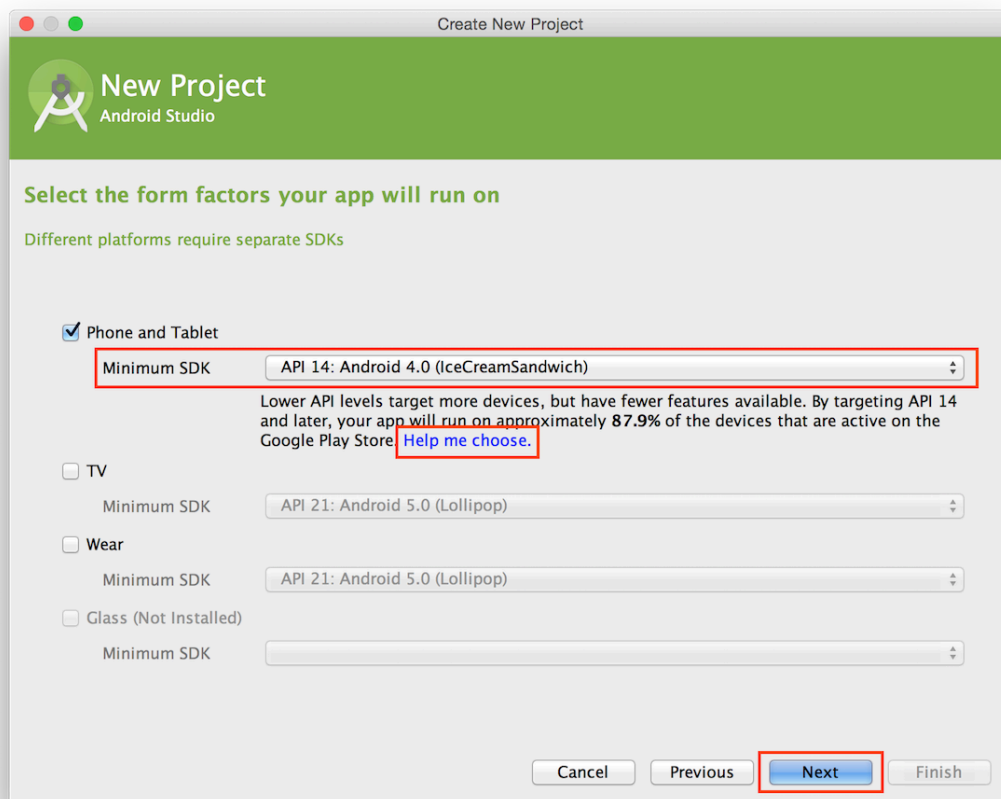 Create New Project
New Project
Android Studio
Select the form factors your app will run on
Different platforms require separate SDKs
Phone and Tablet
Minimum SDK API 14: Android 4.0 (IceCreamSandwich)
Lower API levels target more devices, but have fewer features available. By targeting API 14
and later, your app will run on approximately 87.9% of the devices that are active on the
Google Play Store. Help me choose.
TV
Minimum SDK API 21: Android 5.0 (Lollipop)
Wear
Minimum SDK API 21: Android 5.0 (Lollipop)
Glass (Not Installed)
Minimum SDK
Cancel Previous Next Finish